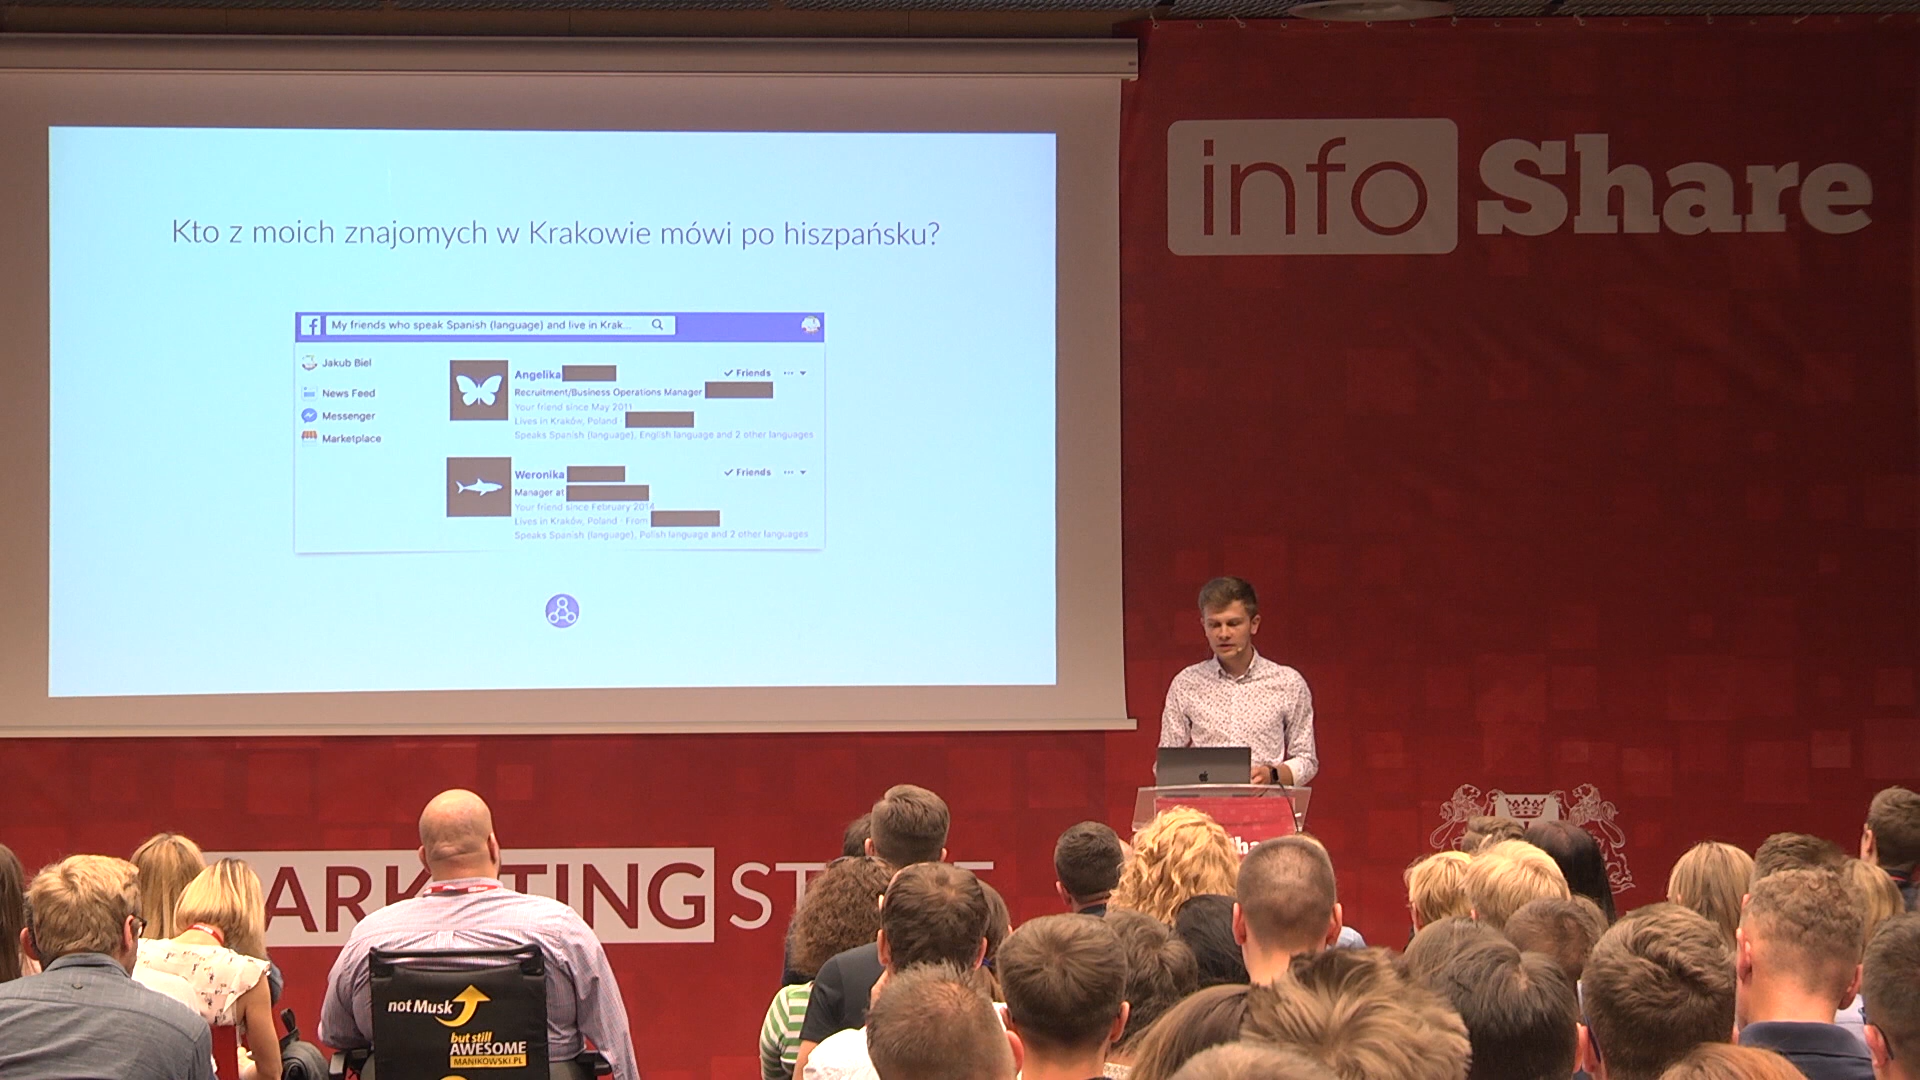 info Share
Kto z moich znajomych w Krakowie mówi po hiszpańsku?
My friends who speak Spanish (language) and live in Krak...
Jakub Biel
News Feed
Messenger
Marketplace
Angelika
Friends
Recruitment/Business Operations Manager
Your friend since May 2011
Lives in Kraków, Poland ·
Speaks Spanish (language), English language and 2 other languages
Weronika
Friends
Manager at
Your friend since February 2014
Lives in Kraków, Poland · From
Speaks Spanish (language), Polish language and 2 other languages
not Musk
but still
AWESOME
MANIKOWSKI.PL